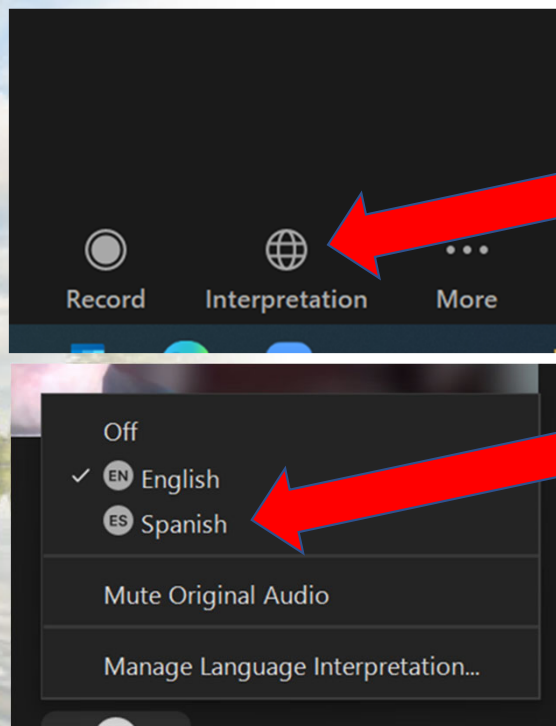 Record Interpretation More
Off
EN English
ES Spanish
Mute Original Audio
Manage Language Interpretation...